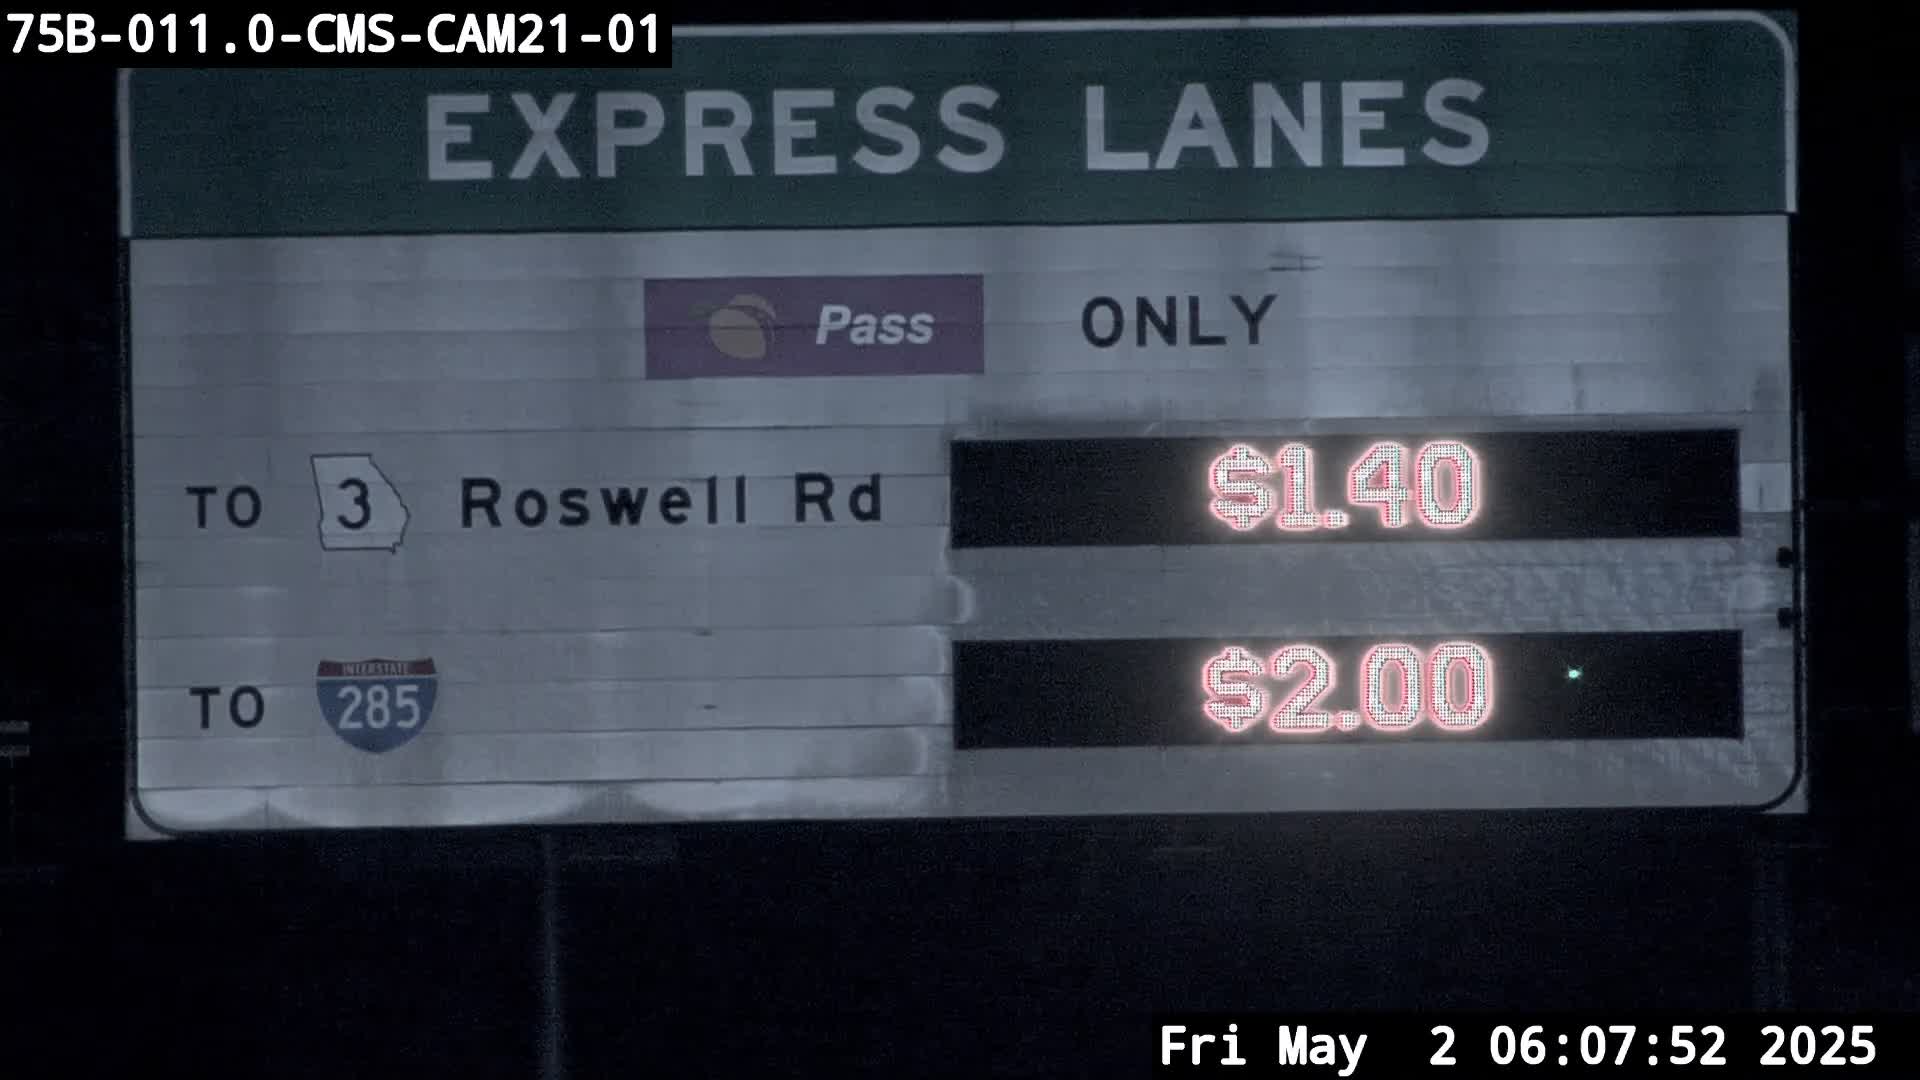 75B-011.0-CMS-CAM21-01
EXPRESS LANES
Pass ONLY
TO 3 Roswell Rd $1.40
INTERSTATE
TO 285 $2.00
Fri May 2 06:07:52 2025